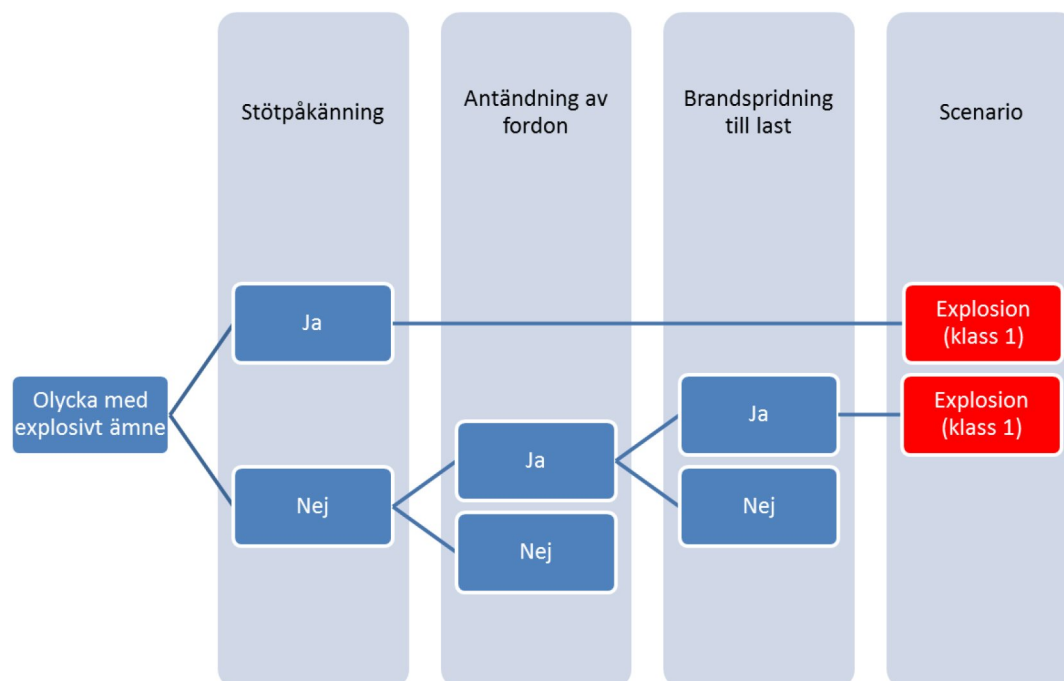 Stötpåkänning
Antändning av
fordon
Brandspridning
till last
Scenario
Ja
Explosion
(klass 1)
Olycka med
explosivt ämne
Ja
Explosion
(klass 1)
Ja
Nej
Nej
Nej